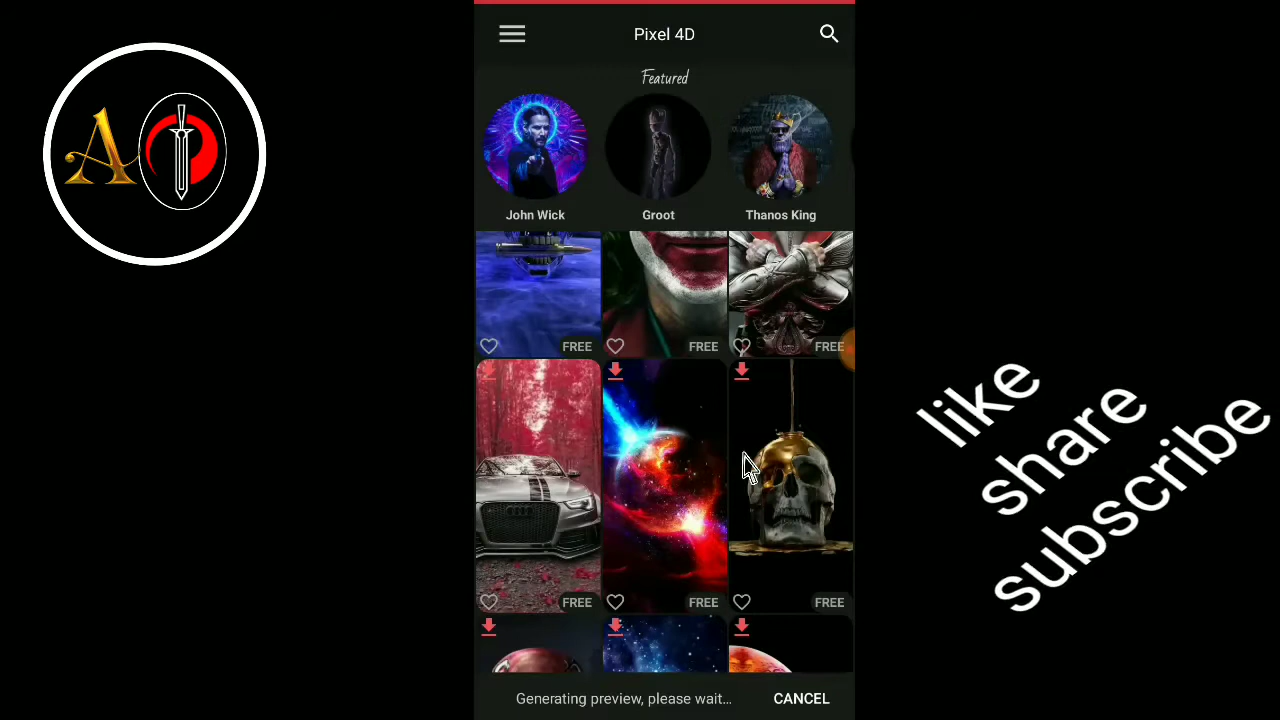 Pixel 4D
Featured
John Wick
Groot
Thanos King
FREE
FREE
FREE
FREE
FREE
FREE
Generating preview, please wait...
CANCEL
A
like
share
subscribe